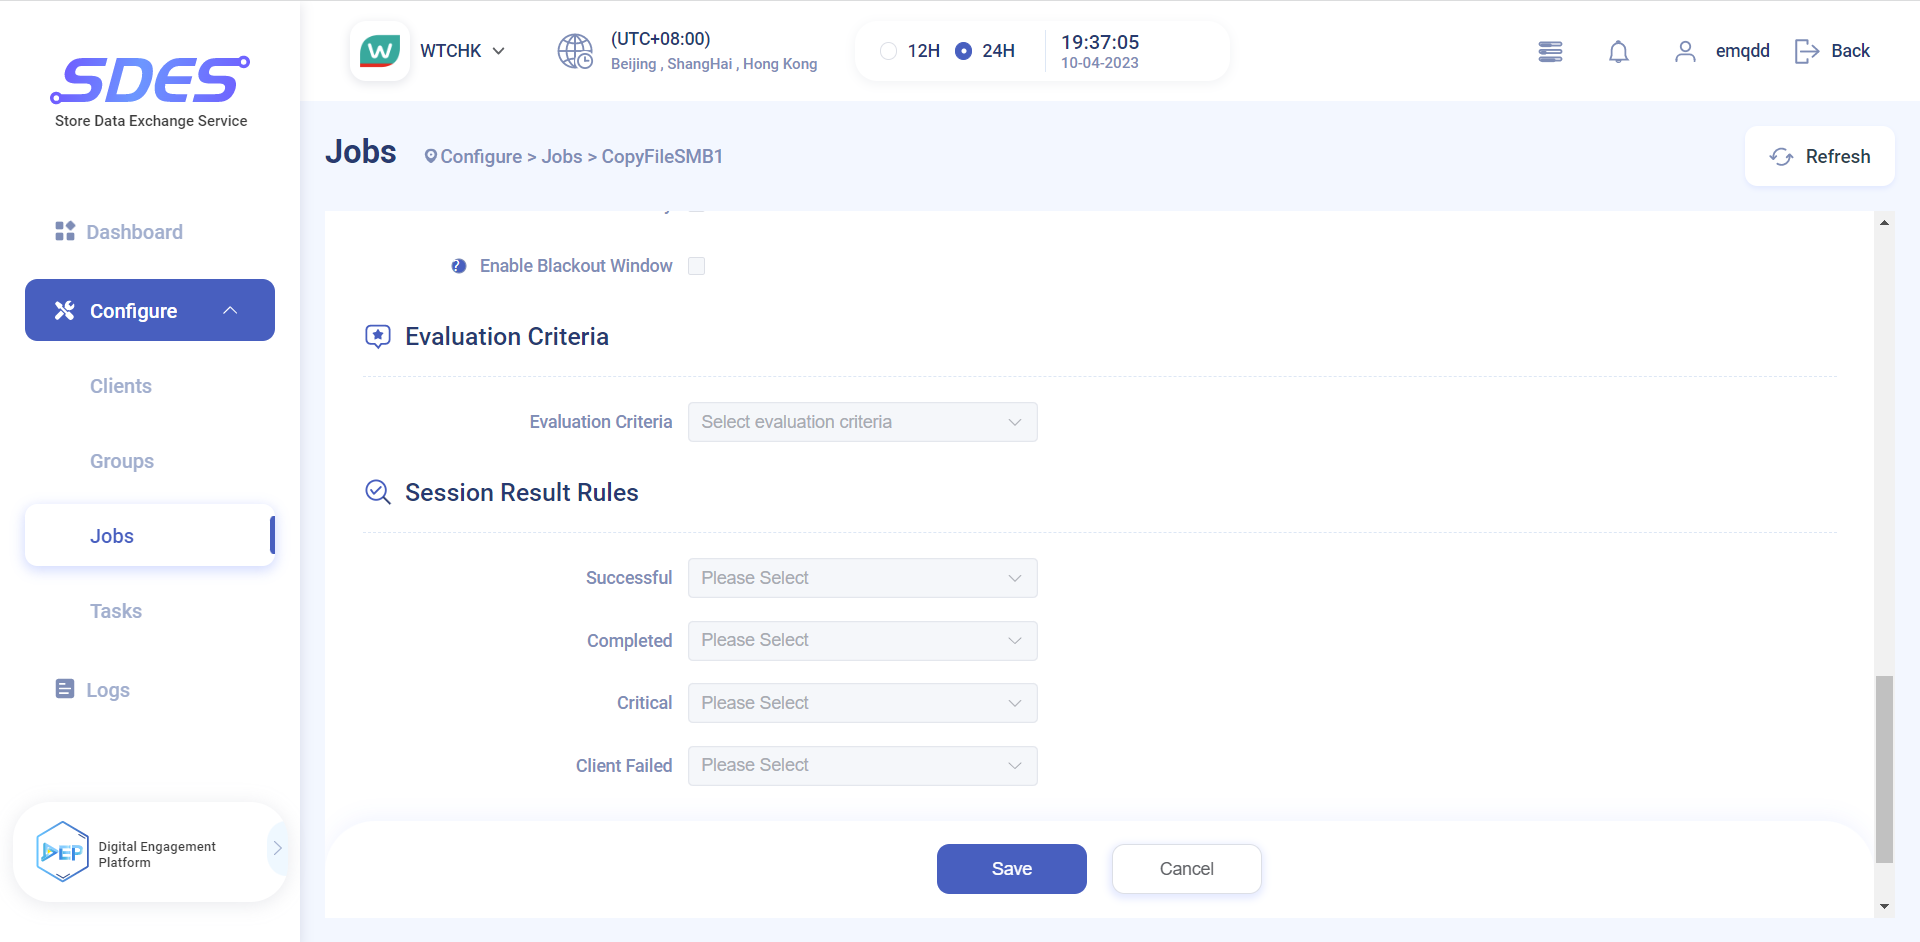 SDES
Store Data Exchange Service
WTCHK
(UTC+08:00)
Beijing , ShangHai , Hong Kong
12H
24H
19:37:05
10-04-2023
emqdd
Back
Jobs
Configure > Jobs > CopyFileSMB1
Refresh
Dashboard
Configure
Clients
Groups
Jobs
Tasks
Logs
DEP
Digital Engagement
Platform
Enable Blackout Window
Evaluation Criteria
Evaluation Criteria
Select evaluation criteria
Session Result Rules
Successful
Please Select
Completed
Please Select
Critical
Please Select
Client Failed
Please Select
Save
Cancel